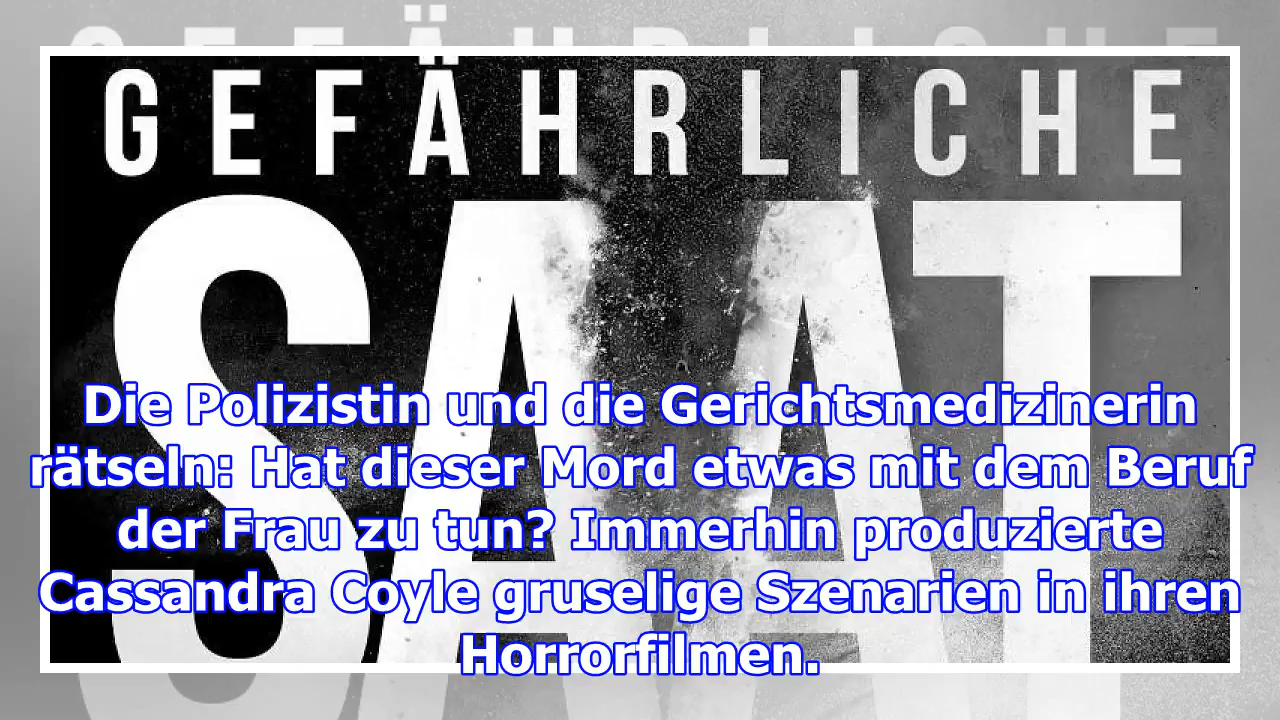 GEFÄHRLICHE
SAAT
Die Polizistin und die Gerichtsmedizinerin
rätseln: Hat dieser Mord etwas mit dem Beruf
der Frau zu tun? Immerhin produzierte
Cassandra Coyle gruselige Szenarien in ihren
Horrorfilmen.